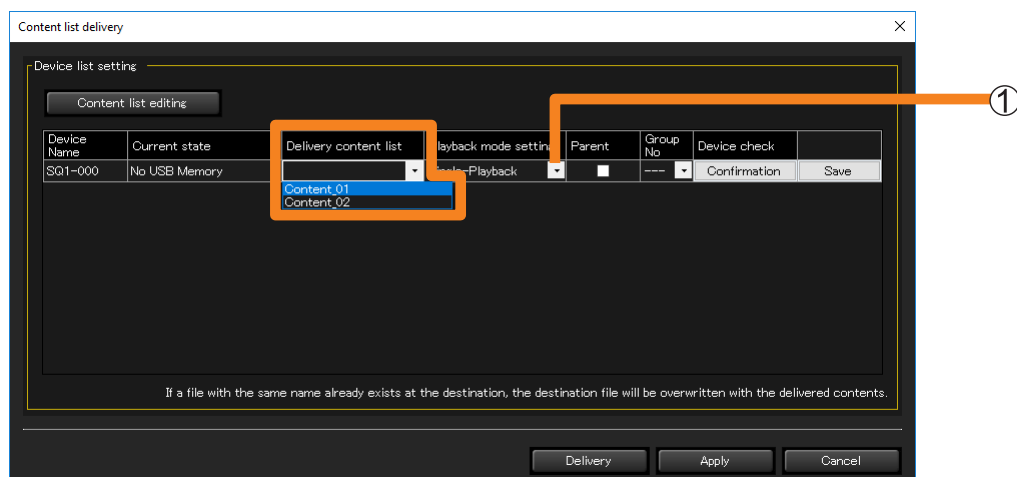 Content list delivery
Device list setting
Content list editing
Device Name Current state Delivery content list layback mode settin Parent Group No Device check
SQ1-000 No USB Memory -Playback --- Confirmation Save
Content_01
Content_02
If a file with the same name already exists at the destination, the destination file will be overwritten with the delivered contents.
Delivery Apply Cancel
①